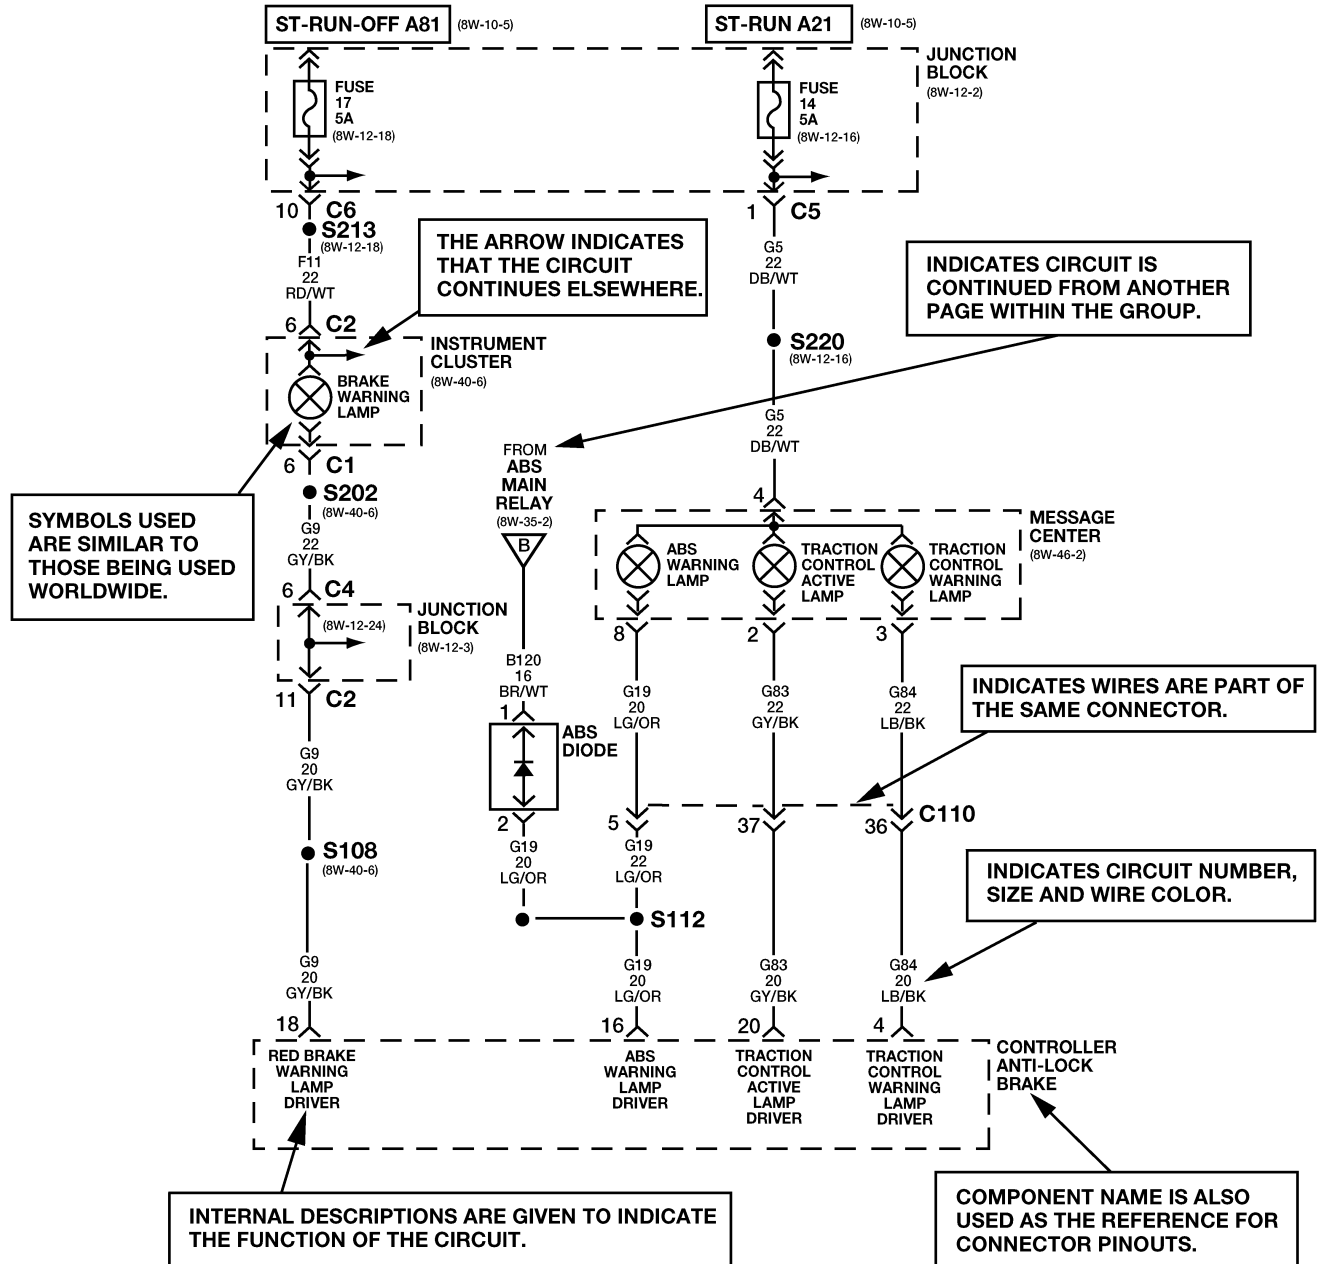 ST-RUN-OFF A81 (8W-10-5)
ST-RUN A21 (8W-10-5)
JUNCTION
BLOCK
(8W-12-2)
FUSE
17
5A
(8W-12-18)
FUSE
14
5A
(8W-12-16)
10 C6
S213
(8W-12-18)
F11
22
RD/WT
1 C5
G5
22
DB/WT
THE ARROW INDICATES
THAT THE CIRCUIT
CONTINUES ELSEWHERE.
INDICATES CIRCUIT IS
CONTINUED FROM ANOTHER
PAGE WITHIN THE GROUP.
6 C2
INSTRUMENT
CLUSTER
(8W-40-6)
BRAKE
WARNING
LAMP
S220
(8W-12-16)
G5
22
DB/WT
6 C1
S202
(8W-40-6)
G9
22
GY/BK
SYMBOLS USED
ARE SIMILAR TO
THOSE BEING USED
WORLDWIDE.
FROM
ABS
MAIN
RELAY
(8W-35-2)
B
4
MESSAGE
CENTER
(8W-46-2)
ABS
WARNING
LAMP
TRACTION
CONTROL
ACTIVE
LAMP
TRACTION
CONTROL
WARNING
LAMP
6 C4
(8W-12-24)
JUNCTION
BLOCK
(8W-12-3)
8
2
3
11 C2
B120
16
BR/WT
1
ABS
DIODE
G19
20
LG/OR
G83
22
GY/BK
G84
22
LB/BK
INDICATES WIRES ARE PART OF
THE SAME CONNECTOR.
G9
20
GY/BK
2
5
37
36
C110
G19
20
LG/OR
G19
22
LG/OR
S108
(8W-40-6)
S112
INDICATES CIRCUIT NUMBER,
SIZE AND WIRE COLOR.
G9
20
GY/BK
G19
20
LG/OR
G83
20
GY/BK
G84
20
LB/BK
18
16
20
4
RED BRAKE
WARNING
LAMP
DRIVER
ABS
WARNING
LAMP
DRIVER
TRACTION
CONTROL
ACTIVE
LAMP
DRIVER
TRACTION
CONTROL
WARNING
LAMP
DRIVER
CONTROLLER
ANTI-LOCK
BRAKE
INTERNAL DESCRIPTIONS ARE GIVEN TO INDICATE
THE FUNCTION OF THE CIRCUIT.
COMPONENT NAME IS ALSO
USED AS THE REFERENCE FOR
CONNECTOR PINOUTS.